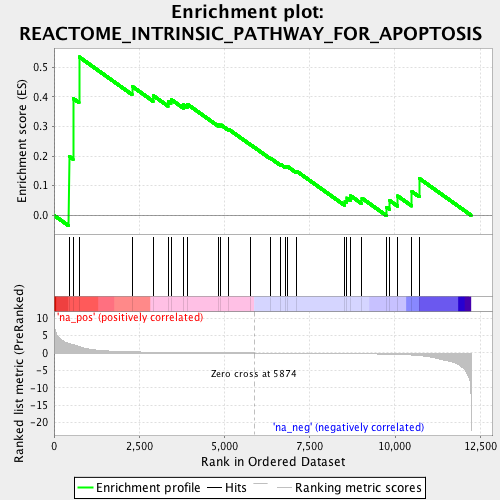 Enrichment plot:
REACTOME_INTRINSIC_PATHWAY_FOR_APOPTOSIS
Enrichment score (ES)
0.5
0.4
0.3
0.2
0.1
0.0
Ranked list metric (PreRanked)
10
5
0
-5
-10
-15
-20
'na_pos' (positively correlated)
Zero cross at 5874
'na_neg' (negatively correlated)
0
2,500
5,000
7,500
10,000
12,500
Rank in Ordered Dataset
Enrichment profile
Hits
Ranking metric scores